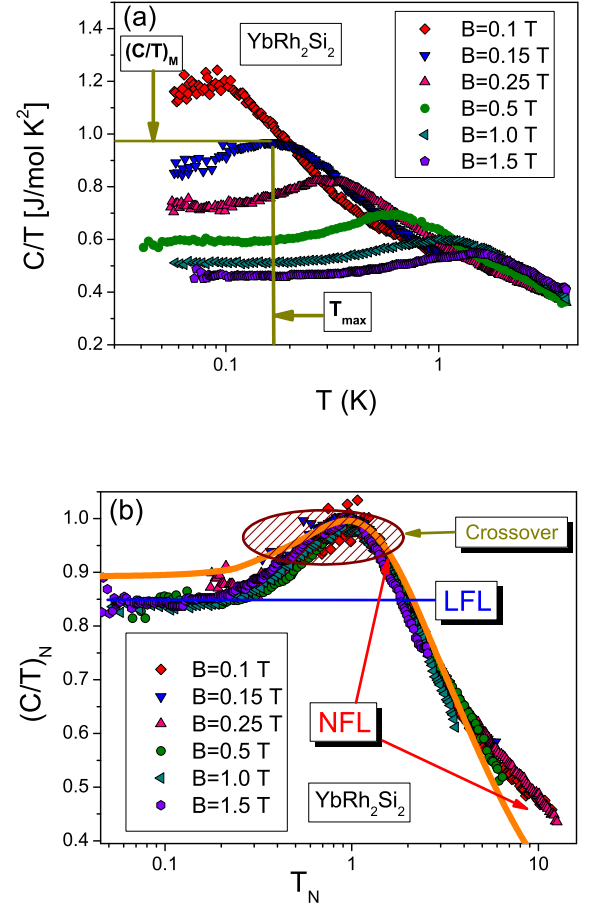 (a)
YbRh2Si2
(C/T)M
B=0.1 T
B=0.15 T
B=0.25 T
B=0.5 T
B=1.0 T
B=1.5 T
Tmax
1.4
1.2
1.0
0.8
0.6
0.4
0.2
C/T [J/mol K²]
0.1
1
T (K)
(b)
Crossover
LFL
NFL
B=0.1 T
B=0.15 T
B=0.25 T
B=0.5 T
B=1.0 T
B=1.5 T
YbRh2Si2
1.0
0.9
0.8
0.7
0.6
0.5
0.4
(C/T)N
0.1
1
10
TN